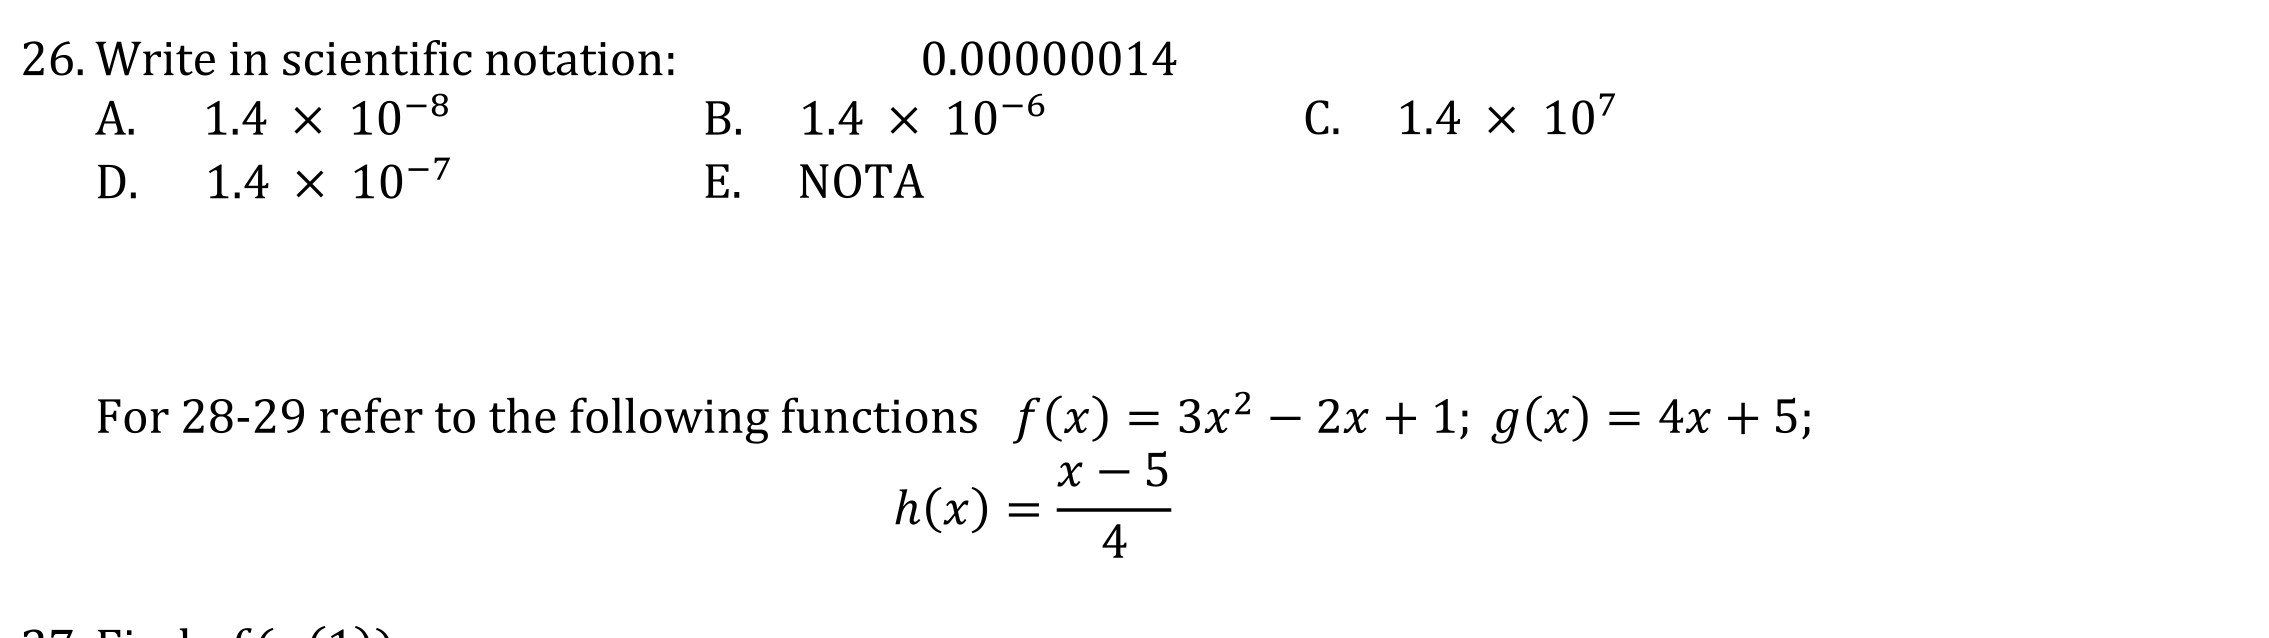 26. Write in scientific notation: 0.00000014
A. 1.4 × 10⁻⁸ B. 1.4 × 10⁻⁶ C. 1.4 × 10⁷
D. 1.4 × 10⁻⁷ E. NOTA
For 28-29 refer to the following functions f(x) = 3x² − 2x + 1; g(x) = 4x + 5;
h(x) = \frac{x − 5}{4}